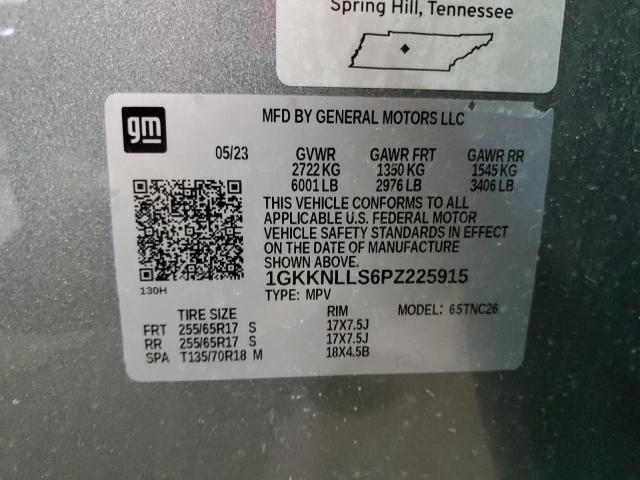 Spring Hill, Tennessee
gm
MFD BY GENERAL MOTORS LLC
05/23 GVWR GAWR FRT GAWR RR
2722 KG 1350 KG 1545 KG
6001 LB 2976 LB 3406 LB
THIS VEHICLE CONFORMS TO ALL
APPLICABLE U.S. FEDERAL MOTOR
VEHICLE SAFETY STANDARDS IN EFFECT
ON THE DATE OF MANUFACTURE
SHOWN ABOVE.
1GKKNLLS6PZ225915
130H
TYPE: MPV
TIRE SIZE RIM MODEL: 65TNC26
FRT 255/65R17 S 17X7.5J
RR 255/65R17 S 17X7.5J
SPA T135/70R18 M 18X4.5B